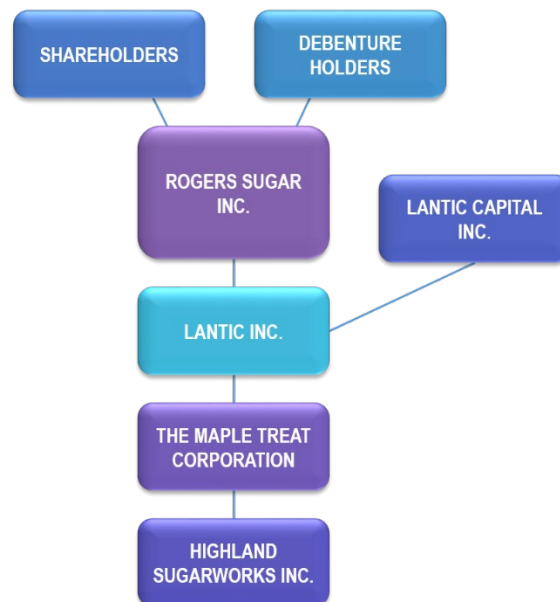 SHAREHOLDERS
DEBENTURE
HOLDERS
ROGERS SUGAR
INC.
LANTIC CAPITAL
INC.
LANTIC INC.
THE MAPLE TREAT
CORPORATION
HIGHLAND
SUGARWORKS INC.